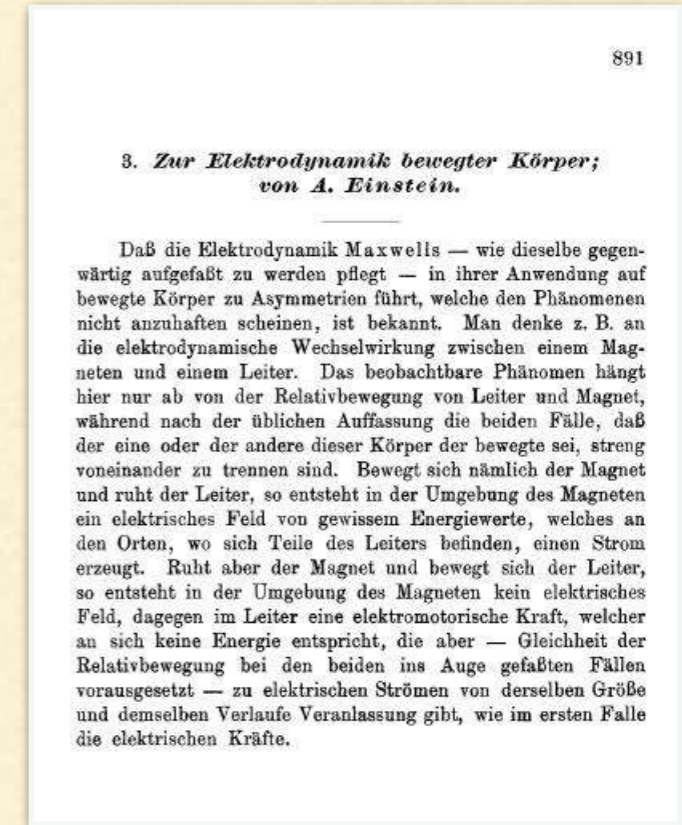 891
3. Zur Elektrodynamik bewegter Körper;
von A. Einstein.
Daß die Elektrodynamik Maxwells — wie dieselbe gegen-
wärtig aufgefaßt zu werden pflegt — in ihrer Anwendung auf
bewegte Körper zu Asymmetrien führt, welche den Phänomenen
nicht anzuhaften scheinen, ist bekannt. Man denke z. B. an
die elektrodynamische Wechselwirkung zwischen einem Mag-
neten und einem Leiter. Das beobachtbare Phänomen hängt
hier nur ab von der Relativbewegung von Leiter und Magnet,
während nach der üblichen Auffassung die beiden Fälle, daß
der eine oder der andere dieser Körper der bewegte sei, streng
voneinander zu trennen sind. Bewegt sich nämlich der Magnet
und ruht der Leiter, so entsteht in der Umgebung des Magneten
ein elektrisches Feld von gewissem Energiewerte, welches an
den Orten, wo sich Teile des Leiters befinden, einen Strom
erzeugt. Ruht aber der Magnet und bewegt sich der Leiter,
so entsteht in der Umgebung des Magneten kein elektrisches
Feld, dagegen im Leiter eine elektromotorische Kraft, welcher
an sich keine Energie entspricht, die aber — Gleichheit der
Relativbewegung bei den beiden ins Auge gefaßten Fällen
vorausgesetzt — zu elektrischen Strömen von derselben Größe
und demselben Verlaufe Veranlassung gibt, wie im ersten Falle
die elektrischen Kräfte.